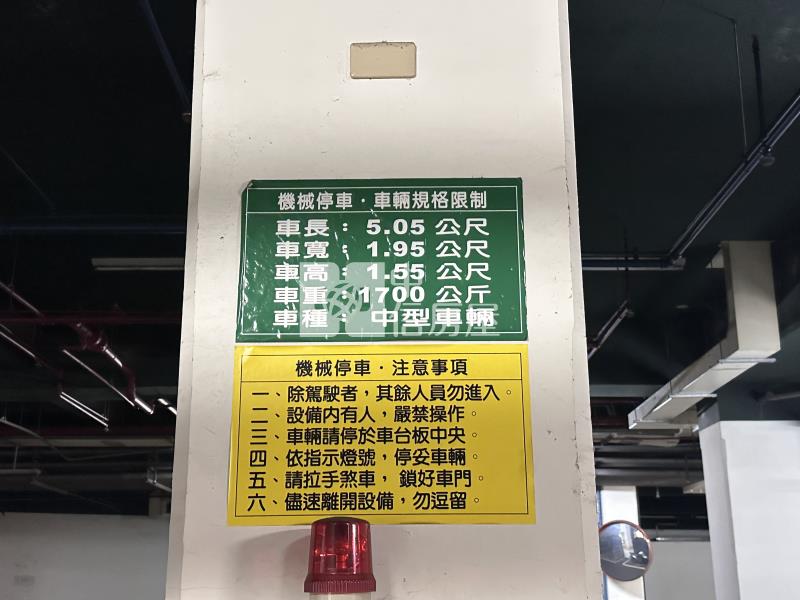 機械停車・車輛規格限制
車長：5.05 公尺
車寬：1.95 公尺
車高：1.55 公尺
車重：1700 公斤
車種： 中型車輛
中信房屋
機械停車・注意事項
一、除駕駛者，其餘人員勿進入。
二、設備內有人，嚴禁操作。
三、車輛請停於車台板中央。
四、依指示燈號，停妥車輛。
五、請拉手煞車， 鎖好車門。
六、儘速離開設備，勿逗留。